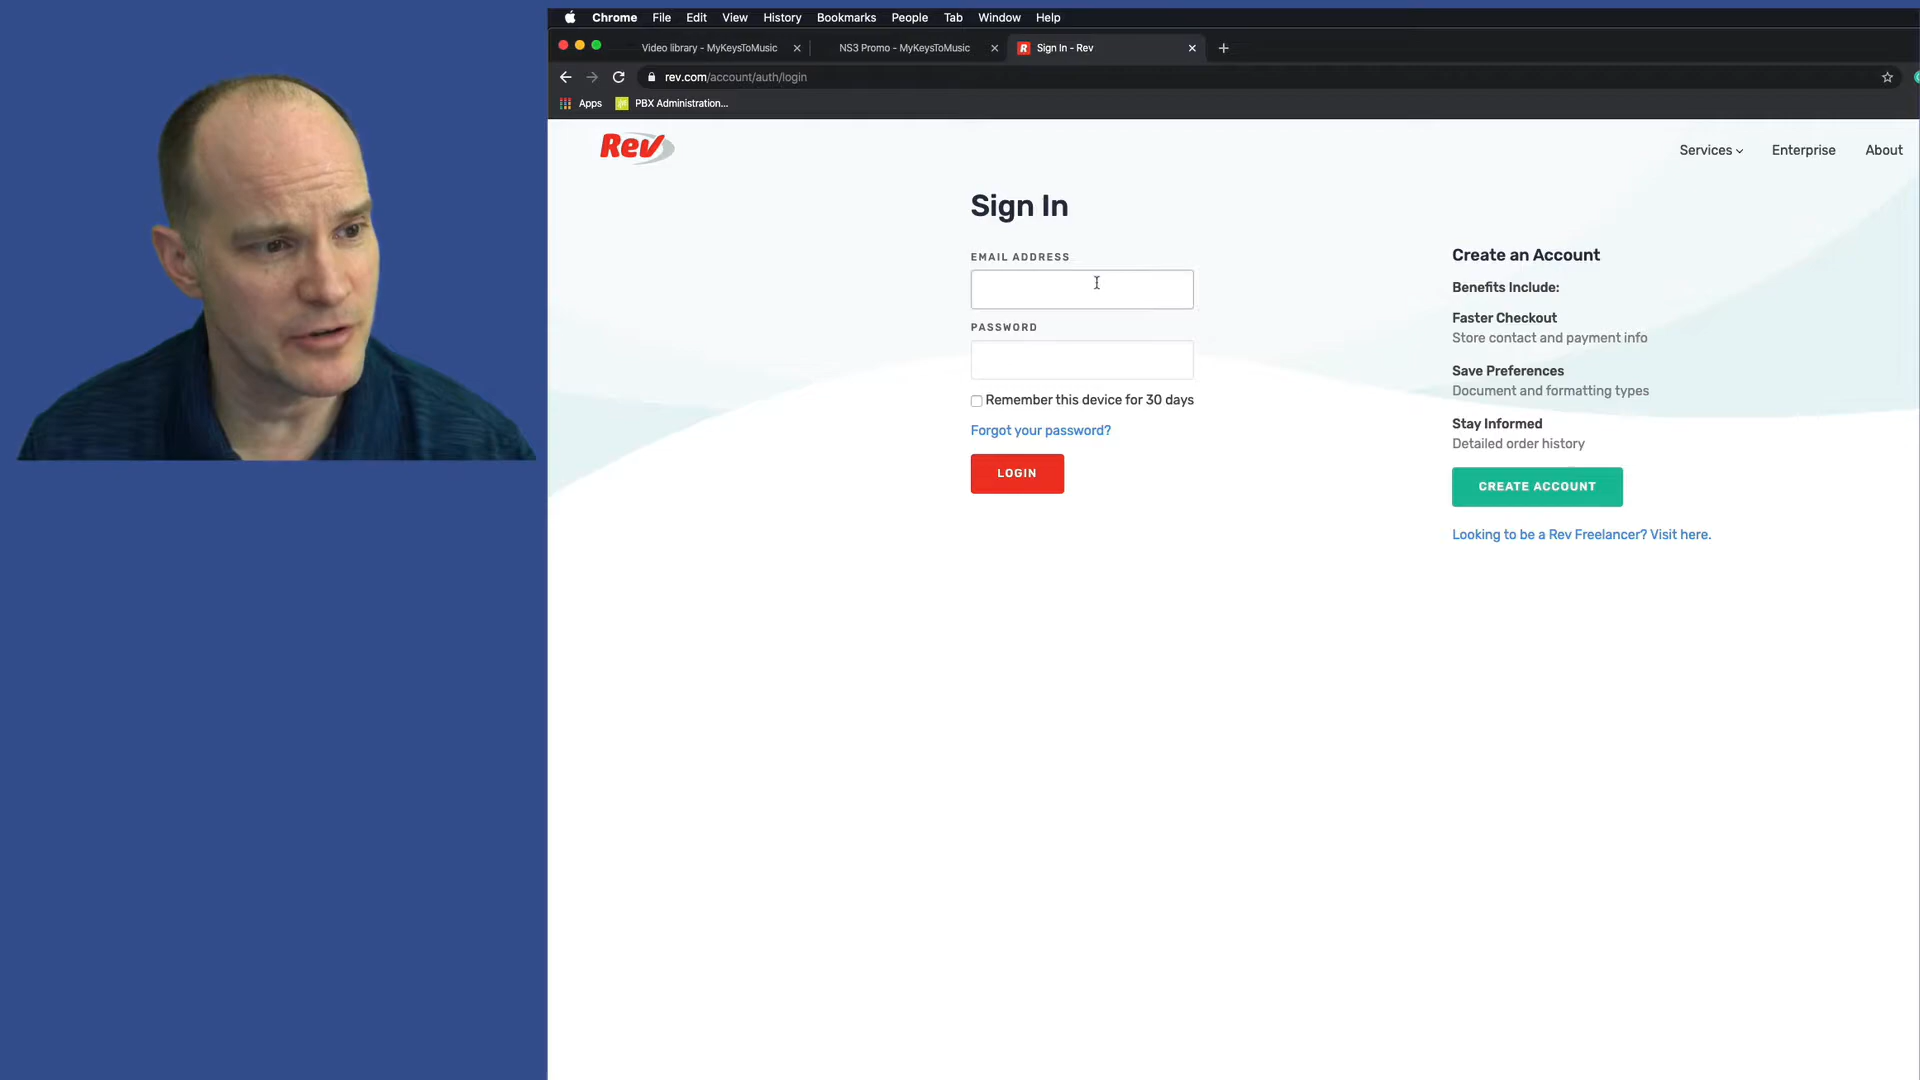 Chrome File Edit View History Bookmarks People Tab Window Help
Video library - MyKeysToMusic NS3 Promo - MyKeysToMusic R Sign In - Rev
rev.com/account/auth/login
Apps PBX Administration...
Rev
Services Enterprise About
Sign In
EMAIL ADDRESS
PASSWORD
Remember this device for 30 days
Forgot your password?
LOGIN
Create an Account
Benefits Include:
Faster Checkout
Store contact and payment info
Save Preferences
Document and formatting types
Stay Informed
Detailed order history
CREATE ACCOUNT
Looking to be a Rev Freelancer? Visit here.